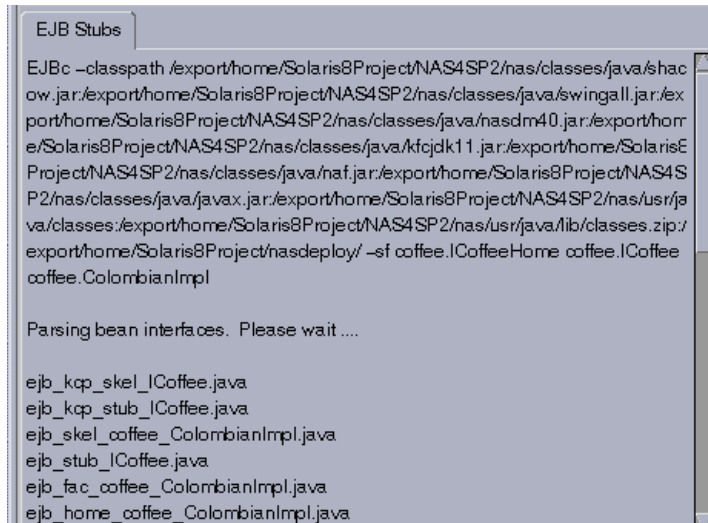 EJB Stubs
EJBc –classpath /export/home/Solaris8Project/NAS4SP2/nas/classes/java/shac
ow.jar:/export/home/Solaris8Project/NAS4SP2/nas/classes/java/swingall.jar:/ex
port/home/Solaris8Project/NAS4SP2/nas/classes/java/nasdm40.jar:/export/hom
e/Solaris8Project/NAS4SP2/nas/classes/java/kfcjdk11.jar:/export/home/Solaris8
Project/NAS4SP2/nas/classes/java/naf.jar:/export/home/Solaris8Project/NAS4S
P2/nas/classes/java/javax.jar:/export/home/Solaris8Project/NAS4SP2/nas/usr/ja
va/classes:/export/home/Solaris8Project/NAS4SP2/nas/usr/java/lib/classes.zip:/
export/home/Solaris8Project/nasdeploy/ –sf coffee.ICoffeeHome coffee.ICoffee
coffee.ColombianImpl
Parsing bean interfaces.  Please wait ....
ejb_kcp_skel_ICoffee.java
ejb_kcp_stub_ICoffee.java
ejb_skel_coffee_ColombianImpl.java
ejb_stub_ICoffee.java
ejb_fac_coffee_ColombianImpl.java
ejb_home_coffee_ColombianImpl.java